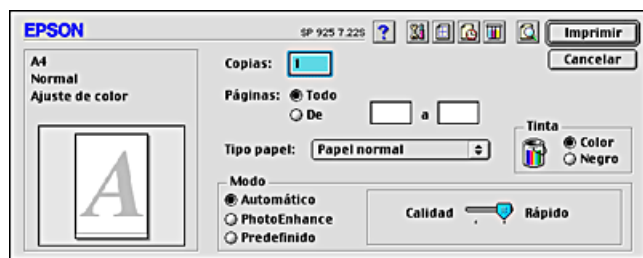 EPSON
SP 925 7.22S
?
Imprimir
Cancelar
A4
Normal
Ajuste de color
A
Copias: 1
Páginas: Todo
De a
Tipo papel: Papel normal
Tinta
Color
Negro
Modo
Automático
PhotoEnhance
Predefinido
Calidad Rápido